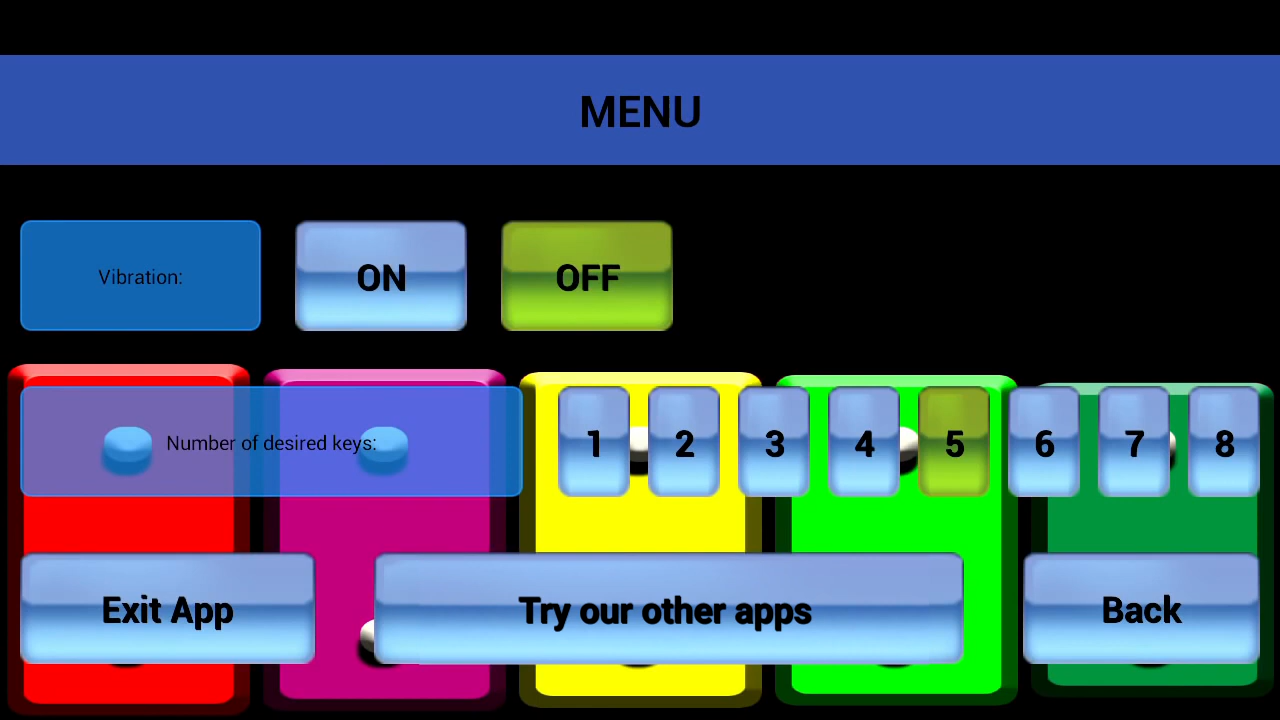 MENU
Vibration: ON OFF
Number of desired keys: 1 2 3 4 5 6 7 8
Exit App Try our other apps Back